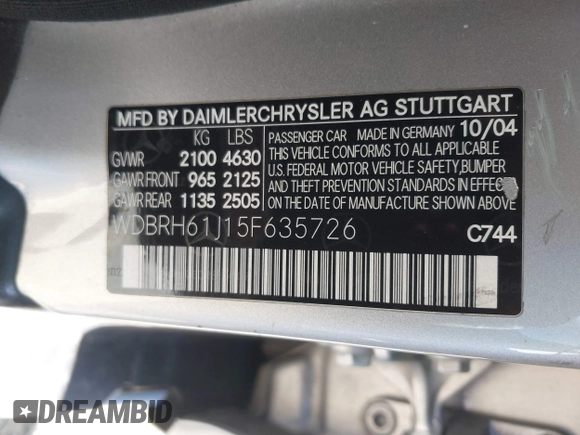 MFD BY DAIMLERCHRYSLER AG STUTTGART
KG LBS
GVWR 2100 4630
GAWR FRONT 965 2125
GAWR REAR 1135 2505
PASSENGER CAR MADE IN GERMANY 10/04
THIS VEHICLE CONFORMS TO ALL APPLICABLE
U.S. FEDERAL MOTOR VEHICLE SAFETY,BUMPER
AND THEFT PREVENTION STANDARDS IN EFFECT
ON THE DATE OF MANUFACTURE SHOWN ABOVE
WDBRH61J15F635726
C744
DREAMBID